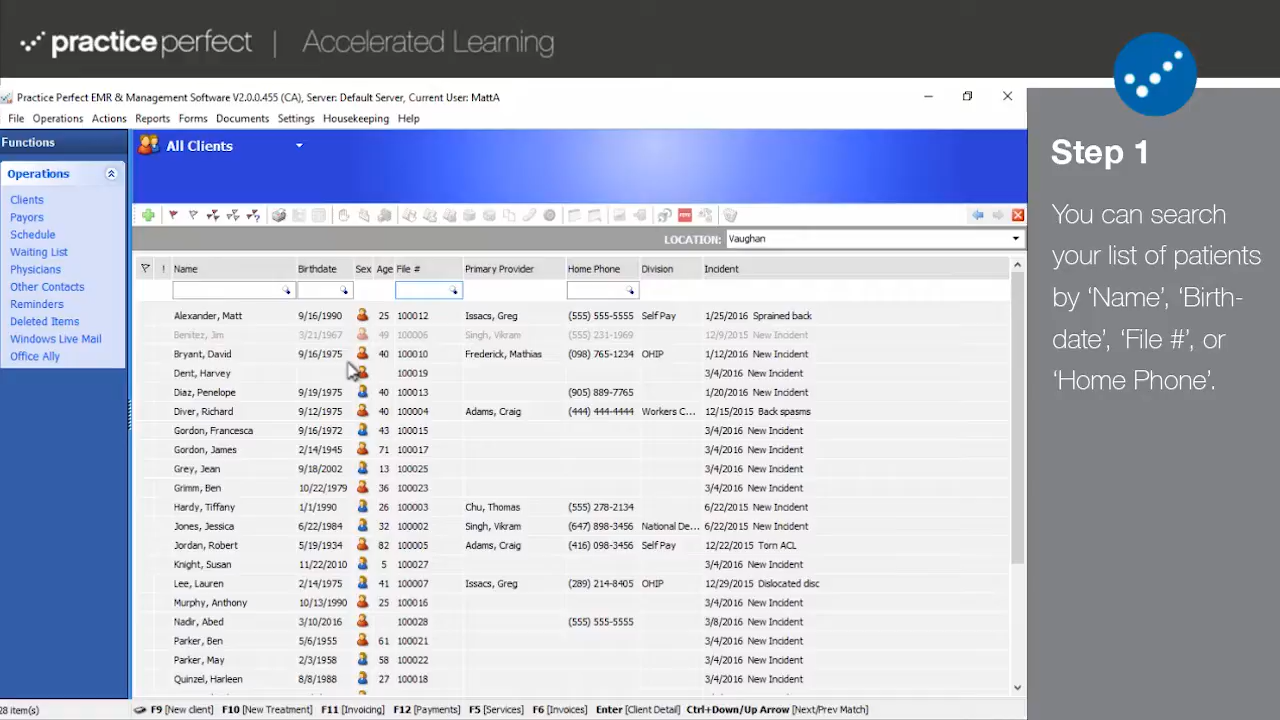 practiceperfect | Accelerated Learning
Practice Perfect EMR & Management Software V2.0.0.455 (CA), Server: Default Server, Current User: MattA
File Operations Actions Reports Forms Documents Settings Housekeeping Help
Functions
Operations
Clients
Payors
Schedule
Waiting List
Physicians
Other Contacts
Reminders
Deleted Items
Windows Live Mail
Office Ally
All Clients
LOCATION: Vaughan
! Name Birthdate Sex Age File # Primary Provider Home Phone Division Incident
Alexander, Matt 9/16/1990 25 100012 Issacs, Greg (555) 555-5555 Self Pay 1/25/2016 Sprained back
Benitez, Jim 3/21/1967 49 100006 Singh, Vikram (555) 231-1969 12/9/2015 New Incident
Bryant, David 9/16/1975 40 100010 Frederick, Mathias (098) 765-1234 OHIP 1/12/2016 New Incident
Dent, Harvey 100019 3/4/2016 New Incident
Diaz, Penelope 9/19/1975 40 100013 (905) 889-7765 1/20/2016 New Incident
Diver, Richard 9/12/1975 40 100004 Adams, Craig (444) 444-4444 Workers C... 12/15/2015 Back spasms
Gordon, Francesca 9/16/1972 43 100015 3/4/2016 New Incident
Gordon, James 2/14/1945 71 100017 3/4/2016 New Incident
Grey, Jean 9/18/2002 13 100025 3/4/2016 New Incident
Grimm, Ben 10/22/1979 36 100023 3/4/2016 New Incident
Hardy, Tiffany 1/1/1990 26 100003 Chu, Thomas (555) 278-2134 6/22/2015 New Incident
Jones, Jessica 6/22/1984 32 100002 Singh, Vikram (647) 898-3456 National De... 6/22/2015 New Incident
Jordan, Robert 5/19/1934 82 100005 Adams, Craig (416) 098-3456 Self Pay 12/22/2015 Torn ACL
Knight, Susan 11/22/2010 5 100027 3/4/2016 New Incident
Lee, Lauren 2/14/1975 41 100007 Issacs, Greg (289) 214-8405 OHIP 12/29/2015 Dislocated disc
Murphy, Anthony 10/13/1990 25 100016 3/4/2016 New Incident
Nadir, Abed 3/10/2016 100028 (555) 555-5555 3/8/2016 New Incident
Parker, Ben 5/6/1955 61 100021 3/4/2016 New Incident
Parker, May 2/3/1958 58 100022 3/4/2016 New Incident
Quinzel, Harleen 8/8/1988 27 100018 3/4/2016 New Incident
28 item(s) F9 [New client] F10 [New Treatment] F11 [Invoicing] F12 [Payments] F5 [Services] F6 [Invoices] Enter [Client Detail] Ctrl+Down/Up Arrow [Next/Prev Match]
Step 1
You can search
your list of patients
by ‘Name’, ‘Birth-
date’, ‘File #’, or
‘Home Phone’.